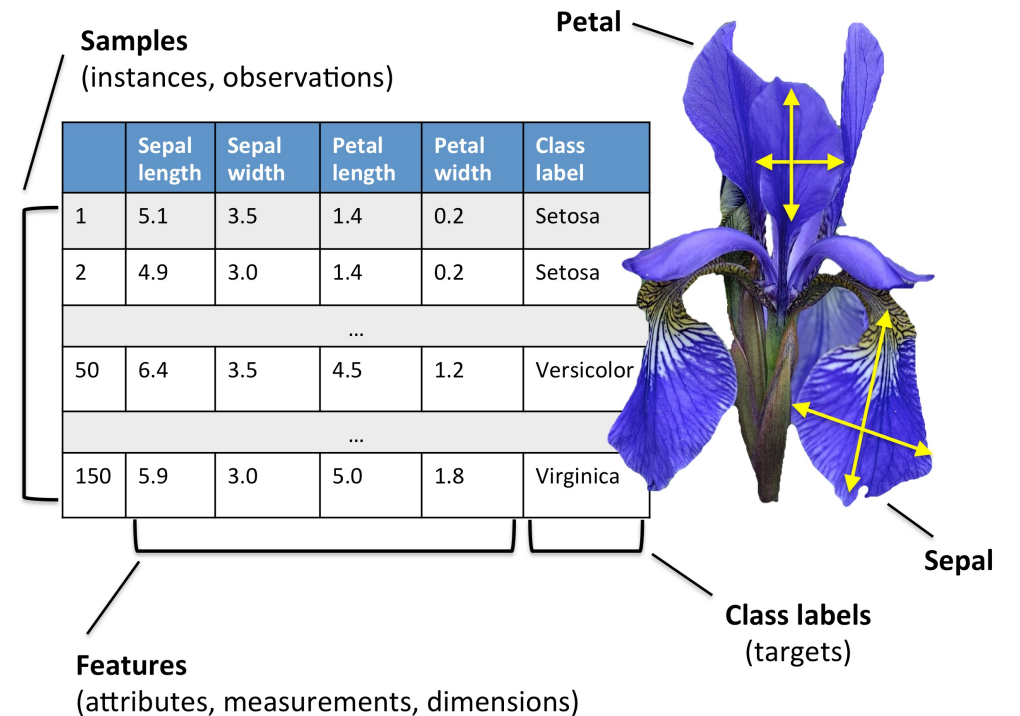 Samples
(instances, observations)
Petal
Sepal length Sepal width Petal length Petal width Class label
1 5.1 3.5 1.4 0.2 Setosa
2 4.9 3.0 1.4 0.2 Setosa
...
50 6.4 3.5 4.5 1.2 Versicolor
...
150 5.9 3.0 5.0 1.8 Virginica
Sepal
Class labels
(targets)
Features
(attributes, measurements, dimensions)